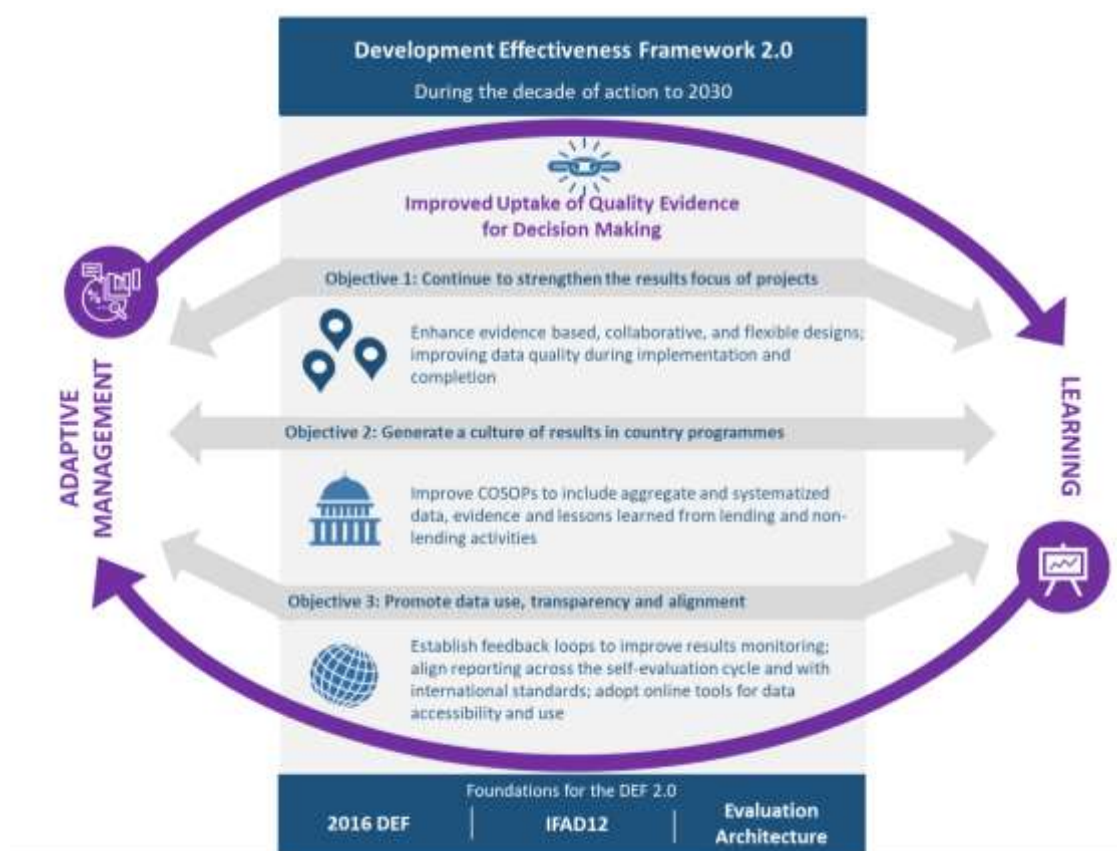 Development Effectiveness Framework 2.0
During the decade of action to 2030
Improved Uptake of Quality Evidence
for Decision Making
Objective 1: Continue to strengthen the results focus of projects
Enhance evidence based, collaborative, and flexible designs;
improving data quality during implementation and
completion
ADAPTIVE
MANAGEMENT
LEARNING
Objective 2: Generate a culture of results in country programmes
Improve COSOPs to include aggregate and systematized
data, evidence and lessons learned from lending and non-
lending activities
Objective 3: Promote data use, transparency and alignment
Establish feedback loops to improve results monitoring;
align reporting across the self-evaluation cycle and with
international standards; adopt online tools for data
accessibility and use
Foundations for the DEF 2.0
2016 DEF
IFAD12
Evaluation
Architecture